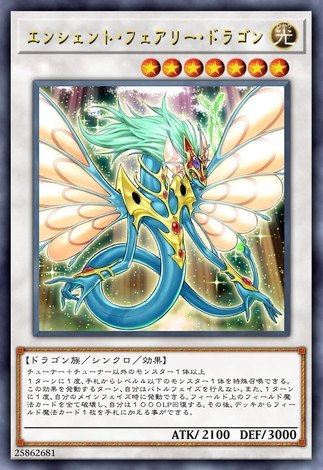 エンシェント・フェアリー・ドラゴン
光
【ドラゴン族／シンクロ／効果】
チューナー＋チューナー以外のモンスター１体以上
１ターンに１度、手札からレベル４以下のモンスター１体を特殊召喚できる。
この効果を発動するターン、自分はバトルフェイズを行えない。また、１ターン
に１度、自分のメインフェイズ時に発動できる。フィールド上のフィールド魔
法カードを全て破壊し、自分は１０００LP回復する。その後、デッキからフィー
ルド魔法カード１枚を手札に加える事ができる。
ATK/ 2100 DEF/3000
25862681